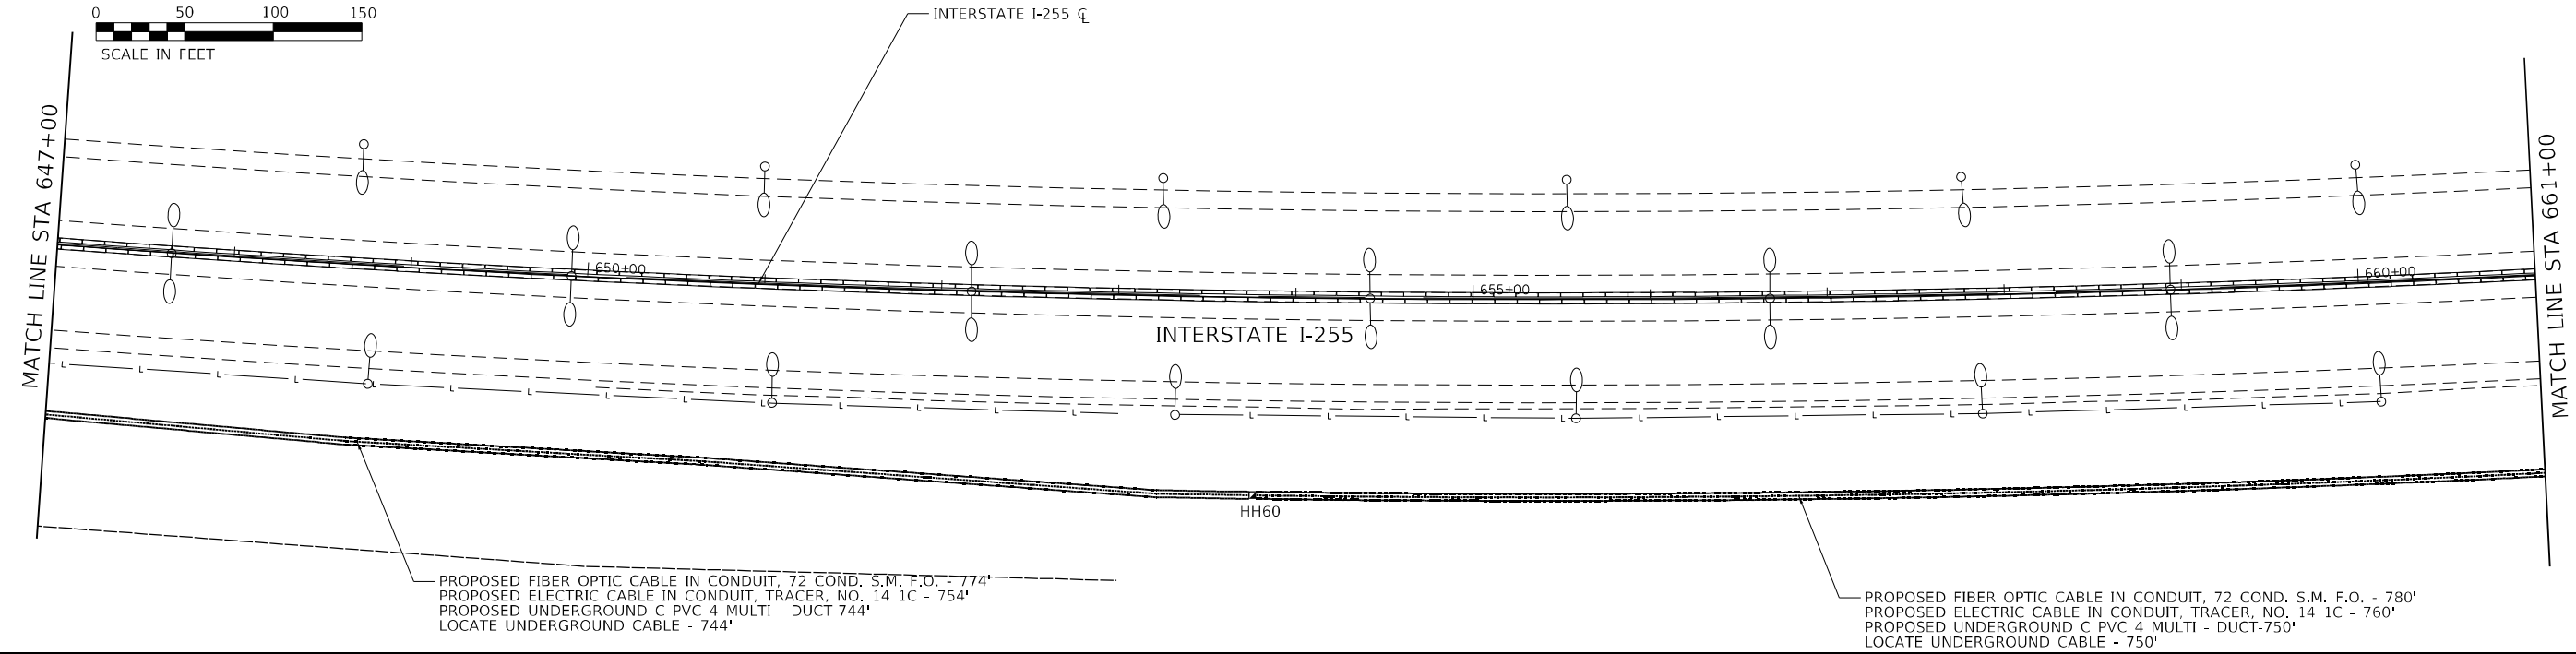 0 50 100 150
SCALE IN FEET
INTERSTATE I-255 ℄
MATCH LINE STA 647+00
MATCH LINE STA 661+00
650+00
655+00
660+00
INTERSTATE I-255
L L L L L L L L L L L L L L
L L L L L L L L L L L L L L L
HH60
PROPOSED FIBER OPTIC CABLE IN CONDUIT, 72 COND. S.M. F.O. - 774'
PROPOSED ELECTRIC CABLE IN CONDUIT, TRACER, NO. 14 1C - 754'
PROPOSED UNDERGROUND C PVC 4 MULTI - DUCT-744'
LOCATE UNDERGROUND CABLE - 744'
PROPOSED FIBER OPTIC CABLE IN CONDUIT, 72 COND. S.M. F.O. - 780'
PROPOSED ELECTRIC CABLE IN CONDUIT, TRACER, NO. 14 1C - 760'
PROPOSED UNDERGROUND C PVC 4 MULTI - DUCT-750'
LOCATE UNDERGROUND CABLE - 750'